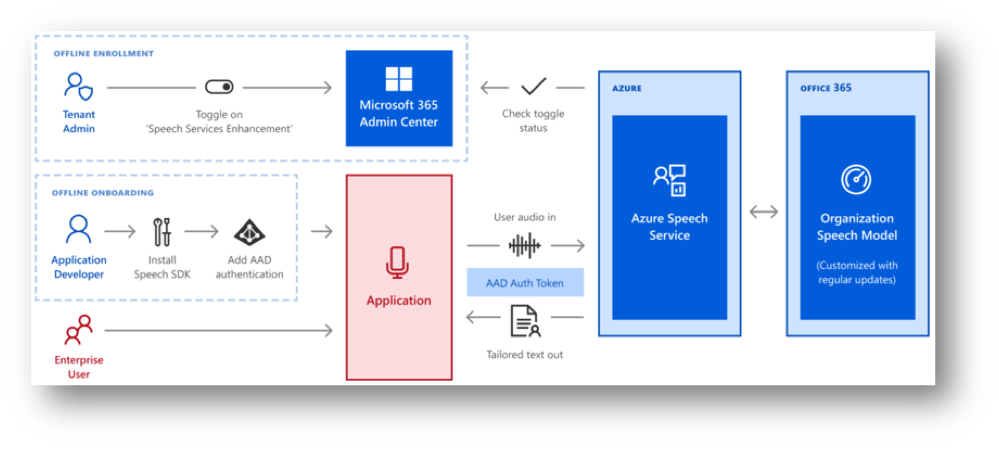 OFFLINE ENROLLMENT
Tenant
Admin
Toggle on
'Speech Services Enhancement'
Microsoft 365
Admin Center
Check toggle
status
AZURE
OFFICE 365
OFFLINE ONBOARDING
Application
Developer
Install
Speech SDK
Add AAD
authentication
Application
User audio in
AAD Auth Token
Tailored text out
Azure Speech
Service
Organization
Speech Model
(Customized with
regular updates)
Enterprise
User